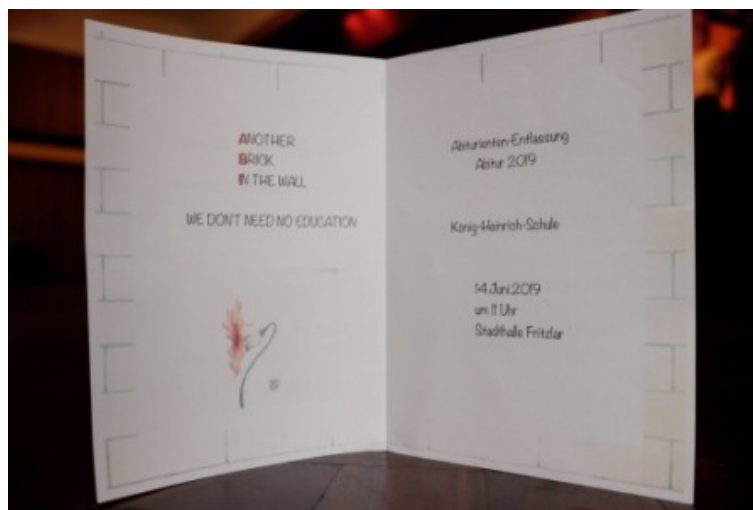 ANOTHER
BRICK
IN THE WALL
WE DON'T NEED NO EDUCATION
Abiturienten-Entlassung
Abitur 2019
König-Heinrich-Schule
14.Juni.2019
um 11 Uhr
Stadthalle Fritzlar